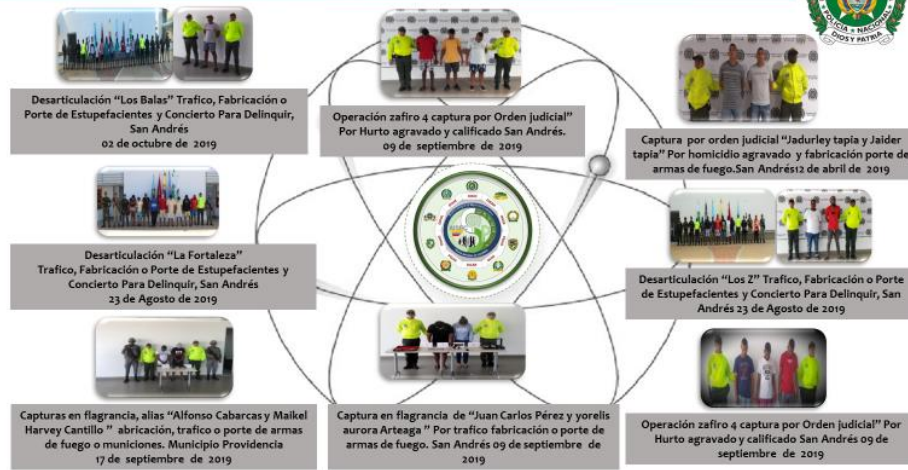 POLICIA NACIONAL
DIOS Y PATRIA
Desarticulación “Los Balas” Trafico, Fabricación o
Porte de Estupefacientes y Concierto Para Delinquir,
San Andrés
02 de octubre de 2019
Operación zafiro 4 captura por Orden judicial”
Por Hurto agravado y calificado San Andrés.
09 de septiembre de 2019
Captura por orden judicial “Jadurley tapia y Jaider
tapia” Por homicidio agravado y fabricación porte de
armas de fuego.San Andrés12 de abril de 2019
Desarticulación “La Fortaleza”
Trafico, Fabricación o Porte de Estupefacientes y
Concierto Para Delinquir, San Andrés
23 de Agosto de 2019
Desarticulación “Los Z” Trafico, Fabricación o Porte
de Estupefacientes y Concierto Para Delinquir, San
Andrés 23 de Agosto de 2019
Capturas en flagrancia, alias “Alfonso Cabarcas y Maikel
Harvey Cantillo ” abricación, trafico o porte de armas
de fuego o municiones. Municipio Providencia
17 de septiembre de 2019
Captura en flagrancia de “Juan Carlos Pérez y yorelis
aurora Arteaga ” Por trafico fabricación o porte de
armas de fuego. San Andrés 09 de septiembre de
2019
Operación zafiro 4 captura por Orden judicial” Por
Hurto agravado y calificado San Andrés 09 de
septiembre de 2019